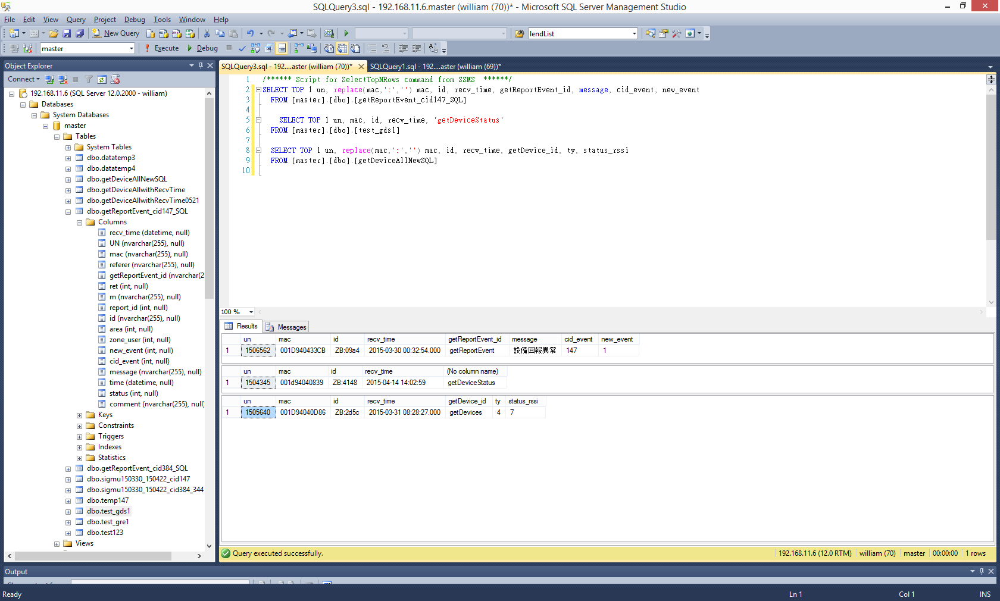 SQLQuery3.sql - 192.168.11.6.master (william (70))* - Microsoft SQL Server Management Studio
File Edit View Query Project Debug Tools Window Help
New Query lendList
master Execute Debug
Object Explorer
Connect
192.168.11.6 (SQL Server 12.0.2000 - william)
Databases
System Databases
master
Tables
System Tables
dbo.datatemp3
dbo.datatemp4
dbo.getDeviceAllNewSQL
dbo.getDeviceAllwithRecvTime
dbo.getDeviceAllwithRecvTime0521
dbo.getReportEvent_cid147_SQL
Columns
recv_time (datetime, null)
UN (nvarchar(255), null)
mac (nvarchar(255), null)
referer (nvarchar(255), null)
getReportEvent_id (nvarchar(2
ret (int, null)
m (nvarchar(255), null)
report_id (int, null)
id (nvarchar(255), null)
area (int, null)
zone_user (int, null)
new_event (int, null)
cid_event (int, null)
message (nvarchar(255), null)
time (datetime, null)
status (int, null)
comment (nvarchar(255), null)
Keys
Constraints
Triggers
Indexes
Statistics
dbo.getReportEvent_cid384_SQL
dbo.sigmu150330_150422_cid147
dbo.sigmu150330_150422_cid384_344
dbo.temp147
dbo.test_gds1
dbo.test_gre1
dbo.test123
Views
SQLQuery3.sql - 192....aster (william (70))* SQLQuery1.sql - 192....aster (william (69))*
1 /****** Script for SelectTopNRows command from SSMS ******/
2 SELECT TOP 1 un, replace(mac,':','') mac, id, recv_time, getReportEvent_id, message, cid_event, new_event
3 FROM [master].[dbo].[getReportEvent_cid147_SQL]
4
5 SELECT TOP 1 un, mac, id, recv_time, 'getDeviceStatus'
6 FROM [master].[dbo].[test_gds1]
7
8 SELECT TOP 1 un, replace(mac,':','') mac, id, recv_time, getDevice_id, ty, status_rssi
9 FROM [master].[dbo].[getDeviceAllNewSQL]
10
100 %
Results Messages
un mac id recv_time getReportEvent_id message cid_event new_event
1 1506562 001D940433CB ZB:09a4 2015-03-30 00:32:54.000 getReportEvent 設備回報異常 147 1
un mac id recv_time (No column name)
1 1504345 001d94040839 ZB:4148 2015-04-14 14:02:59 getDeviceStatus
un mac id recv_time getDevice_id ty status_rssi
1 1505640 001D94040D86 ZB:2d5c 2015-03-31 08:28:27.000 getDevices 4 7
Query executed successfully. 192.168.11.6 (12.0 RTM) william (70) master 00:00:00 1 rows
Output
Ready Ln 1 Col 1 INS